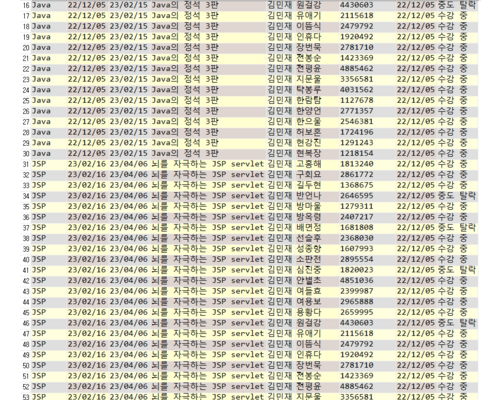 16 Java 22/12/05 23/02/15 Java의 정석 3판 김민재 원걸강 4430603 22/12/05 중도 탈락
17 Java 22/12/05 23/02/15 Java의 정석 3판 김민재 유애기 2115618 22/12/05 수강 중
18 Java 22/12/05 23/02/15 Java의 정석 3판 김민재 이뜸식 2479792 22/12/05 수강 중
19 Java 22/12/05 23/02/15 Java의 정석 3판 김민재 인휴다 1920492 22/12/05 수강 중
20 Java 22/12/05 23/02/15 Java의 정석 3판 김민재 장번욱 2781710 22/12/05 수강 중
21 Java 22/12/05 23/02/15 Java의 정석 3판 김민재 전봉순 1423369 22/12/05 수강 중
22 Java 22/12/05 23/02/15 Java의 정석 3판 김민재 전평윤 4885462 22/12/05 수강 중
23 Java 22/12/05 23/02/15 Java의 정석 3판 김민재 지문울 3356581 22/12/05 수강 중
24 Java 22/12/05 23/02/15 Java의 정석 3판 김민재 탁봉루 4031562 22/12/05 수강 중
25 Java 22/12/05 23/02/15 Java의 정석 3판 김민재 한람탐 1127678 22/12/05 수강 중
26 Java 22/12/05 23/02/15 Java의 정석 3판 김민재 한양연 2771357 22/12/05 수강 중
27 Java 22/12/05 23/02/15 Java의 정석 3판 김민재 한으울 2546381 22/12/05 수강 중
28 Java 22/12/05 23/02/15 Java의 정석 3판 김민재 허보튼 1724196 22/12/05 수강 중
29 Java 22/12/05 23/02/15 Java의 정석 3판 김민재 현강진 1291243 22/12/05 수강 중
30 Java 22/12/05 23/02/15 Java의 정석 3판 김민재 현복장 1218154 22/12/05 수강 중
31 JSP 23/02/16 23/04/06 뇌를 자극하는 JSP servlet 김민재 고흥해 1813240 22/12/05 수강 중
32 JSP 23/02/16 23/04/06 뇌를 자극하는 JSP servlet 김민재 구회요 2861772 22/12/05 수강 중
33 JSP 23/02/16 23/04/06 뇌를 자극하는 JSP servlet 김민재 길두현 1368675 22/12/05 수강 중
34 JSP 23/02/16 23/04/06 뇌를 자극하는 JSP servlet 김민재 반언나 2646595 22/12/05 중도 탈락
35 JSP 23/02/16 23/04/06 뇌를 자극하는 JSP servlet 김민재 방마울 1279311 22/12/05 수강 중
36 JSP 23/02/16 23/04/06 뇌를 자극하는 JSP servlet 김민재 방옥령 2407217 22/12/05 수강 중
37 JSP 23/02/16 23/04/06 뇌를 자극하는 JSP servlet 김민재 배면정 1681808 22/12/05 중도 탈락
38 JSP 23/02/16 23/04/06 뇌를 자극하는 JSP servlet 김민재 선술우 2368030 22/12/05 수강 중
39 JSP 23/02/16 23/04/06 뇌를 자극하는 JSP servlet 김민재 성종향 1607993 22/12/05 수강 중
40 JSP 23/02/16 23/04/06 뇌를 자극하는 JSP servlet 김민재 소판전 2895554 22/12/05 수강 중
41 JSP 23/02/16 23/04/06 뇌를 자극하는 JSP servlet 김민재 심친중 1820023 22/12/05 중도 탈락
42 JSP 23/02/16 23/04/06 뇌를 자극하는 JSP servlet 김민재 안별초 4851036 22/12/05 수강 중
43 JSP 23/02/16 23/04/06 뇌를 자극하는 JSP servlet 김민재 여들효 2399987 22/12/05 수강 중
44 JSP 23/02/16 23/04/06 뇌를 자극하는 JSP servlet 김민재 여용보 2965888 22/12/05 수강 중
45 JSP 23/02/16 23/04/06 뇌를 자극하는 JSP servlet 김민재 용황다 2659995 22/12/05 수강 중
46 JSP 23/02/16 23/04/06 뇌를 자극하는 JSP servlet 김민재 원걸강 4430603 22/12/05 중도 탈락
47 JSP 23/02/16 23/04/06 뇌를 자극하는 JSP servlet 김민재 유애기 2115618 22/12/05 수강 중
48 JSP 23/02/16 23/04/06 뇌를 자극하는 JSP servlet 김민재 이뜸식 2479792 22/12/05 수강 중
49 JSP 23/02/16 23/04/06 뇌를 자극하는 JSP servlet 김민재 인휴다 1920492 22/12/05 수강 중
50 JSP 23/02/16 23/04/06 뇌를 자극하는 JSP servlet 김민재 장번욱 2781710 22/12/05 수강 중
51 JSP 23/02/16 23/04/06 뇌를 자극하는 JSP servlet 김민재 전봉순 1423369 22/12/05 수강 중
52 JSP 23/02/16 23/04/06 뇌를 자극하는 JSP servlet 김민재 전평윤 4885462 22/12/05 수강 중
53 JSP 23/02/16 23/04/06 뇌를 자극하는 JSP servlet 김민재 지문울 3356581 22/12/05 수강 중